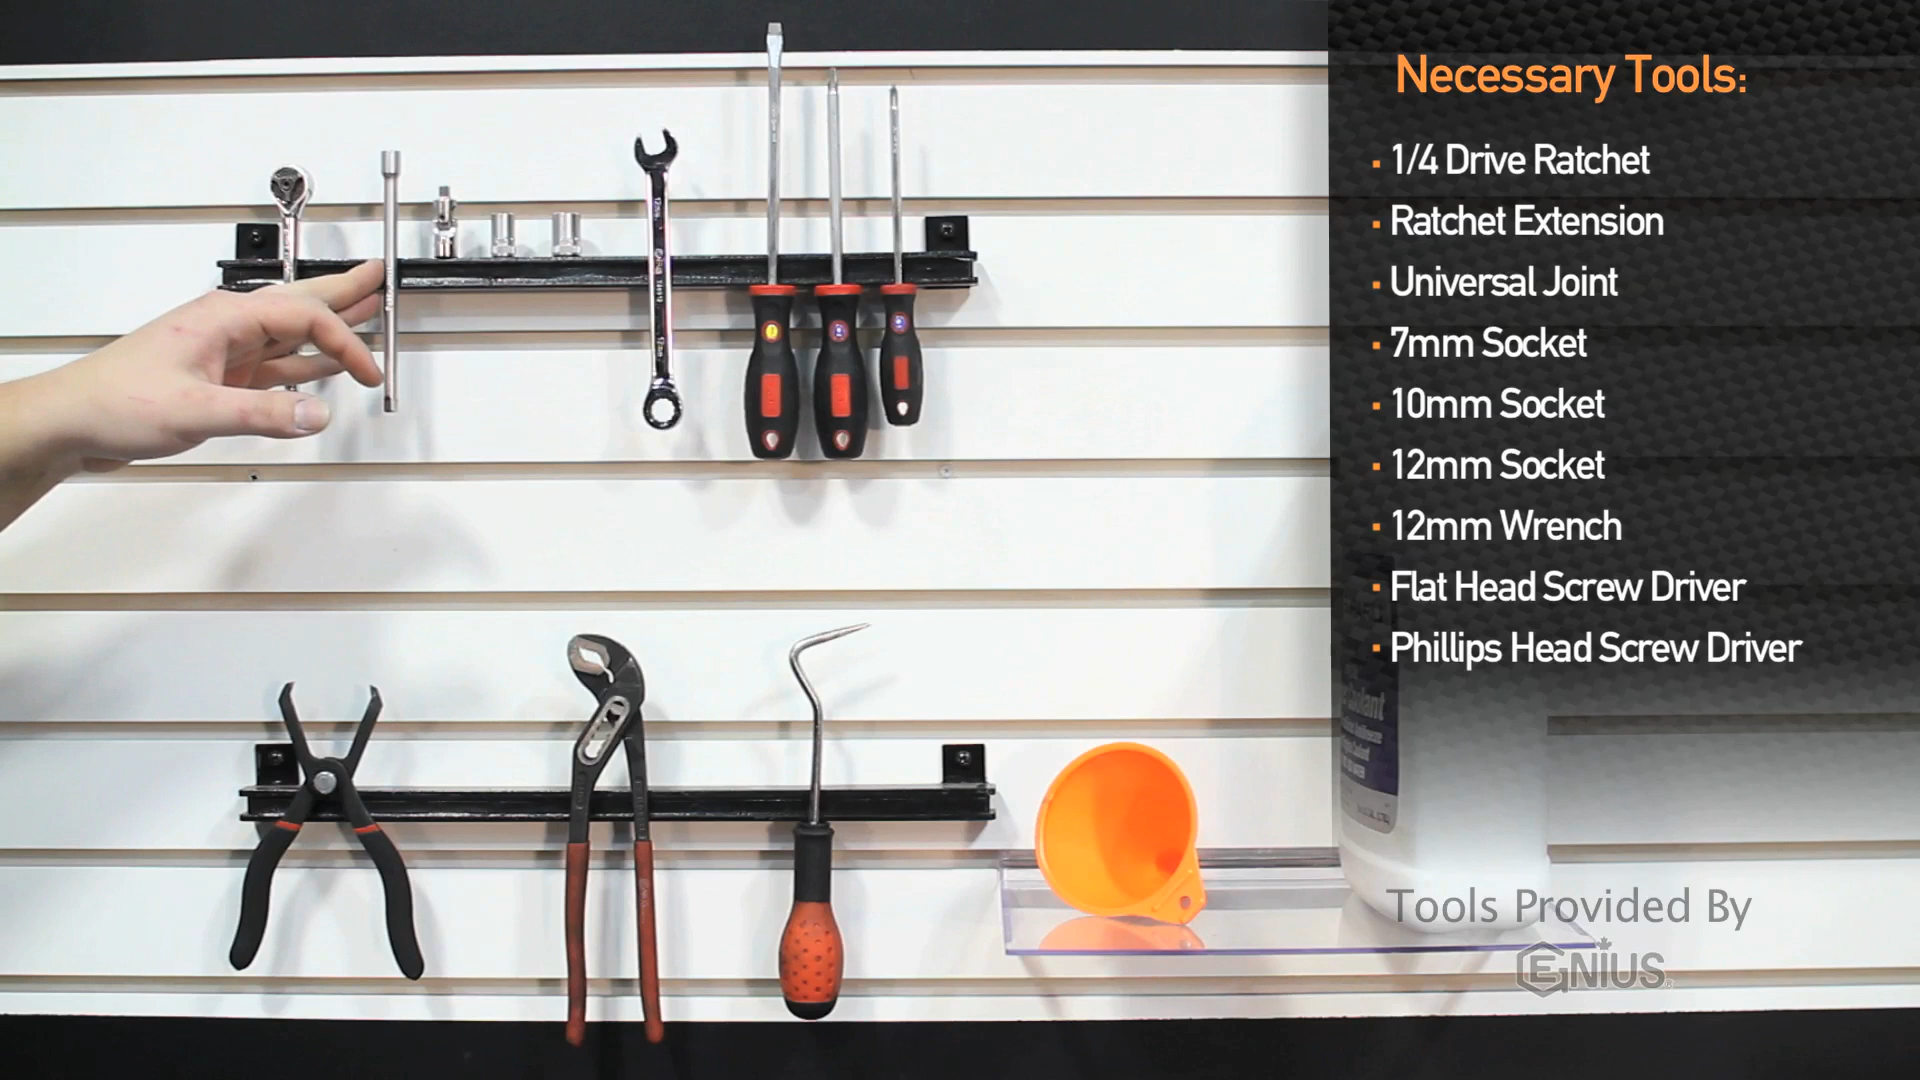 Necessary Tools:
1/4 Drive Ratchet
Ratchet Extension
Universal Joint
7mm Socket
10mm Socket
12mm Socket
12mm Wrench
Flat Head Screw Driver
Phillips Head Screw Driver
Coolant
Tools Provided By
GENIUS